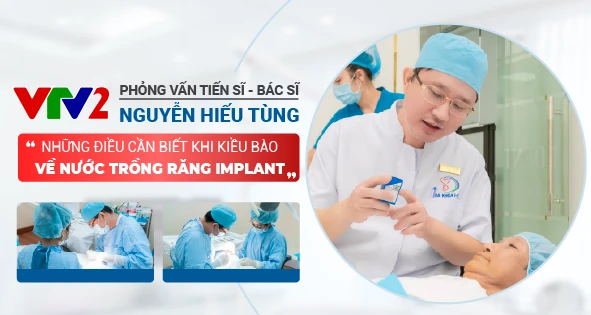 VTV2
PHỎNG VẤN TIẾN SĨ - BÁC SĨ
NGUYỄN HIẾU TÙNG
“ NHỮNG ĐIỀU CẦN BIẾT KHI KIỀU BÀO
VỀ NƯỚC TRỒNG RĂNG IMPLANT „